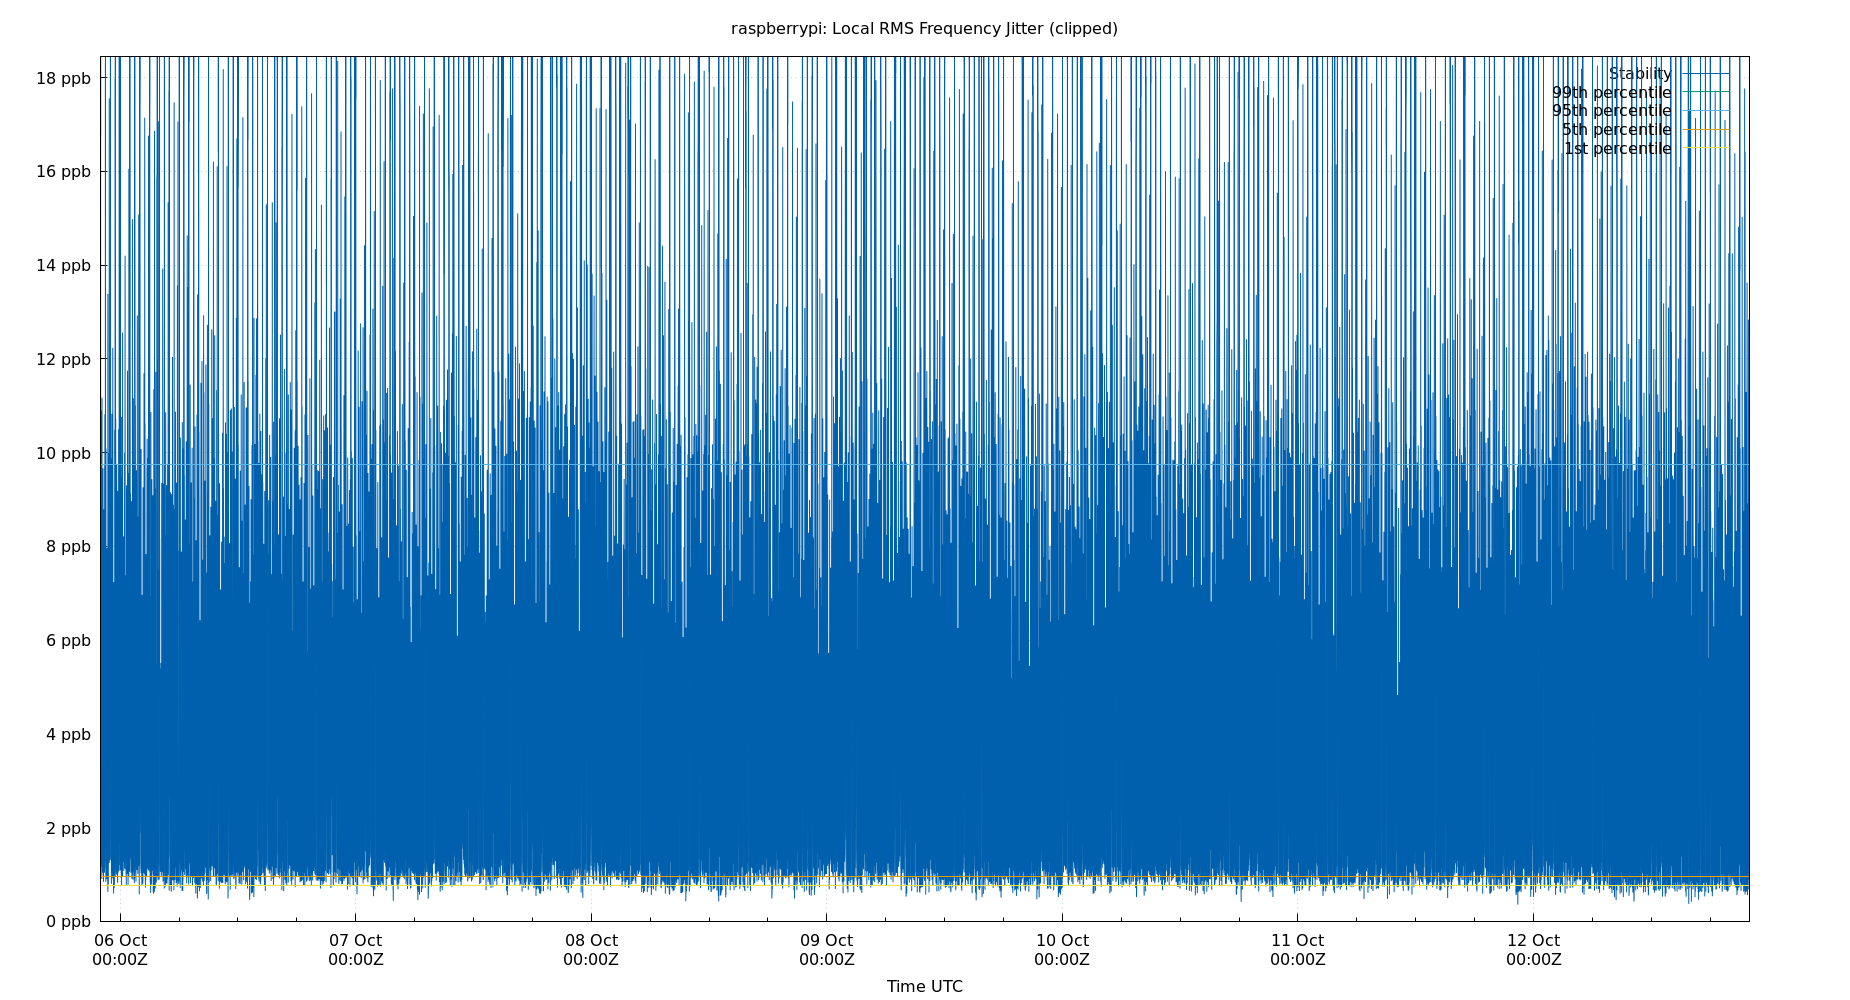 raspberrypi: Local RMS Frequency Jitter (clipped)
18 ppb
16 ppb
14 ppb
12 ppb
10 ppb
8 ppb
6 ppb
4 ppb
2 ppb
0 ppb
Stability
99th percentile
95th percentile
5th percentile
1st percentile
06 Oct
00:00Z
07 Oct
00:00Z
08 Oct
00:00Z
09 Oct
00:00Z
10 Oct
00:00Z
11 Oct
00:00Z
12 Oct
00:00Z
Time UTC